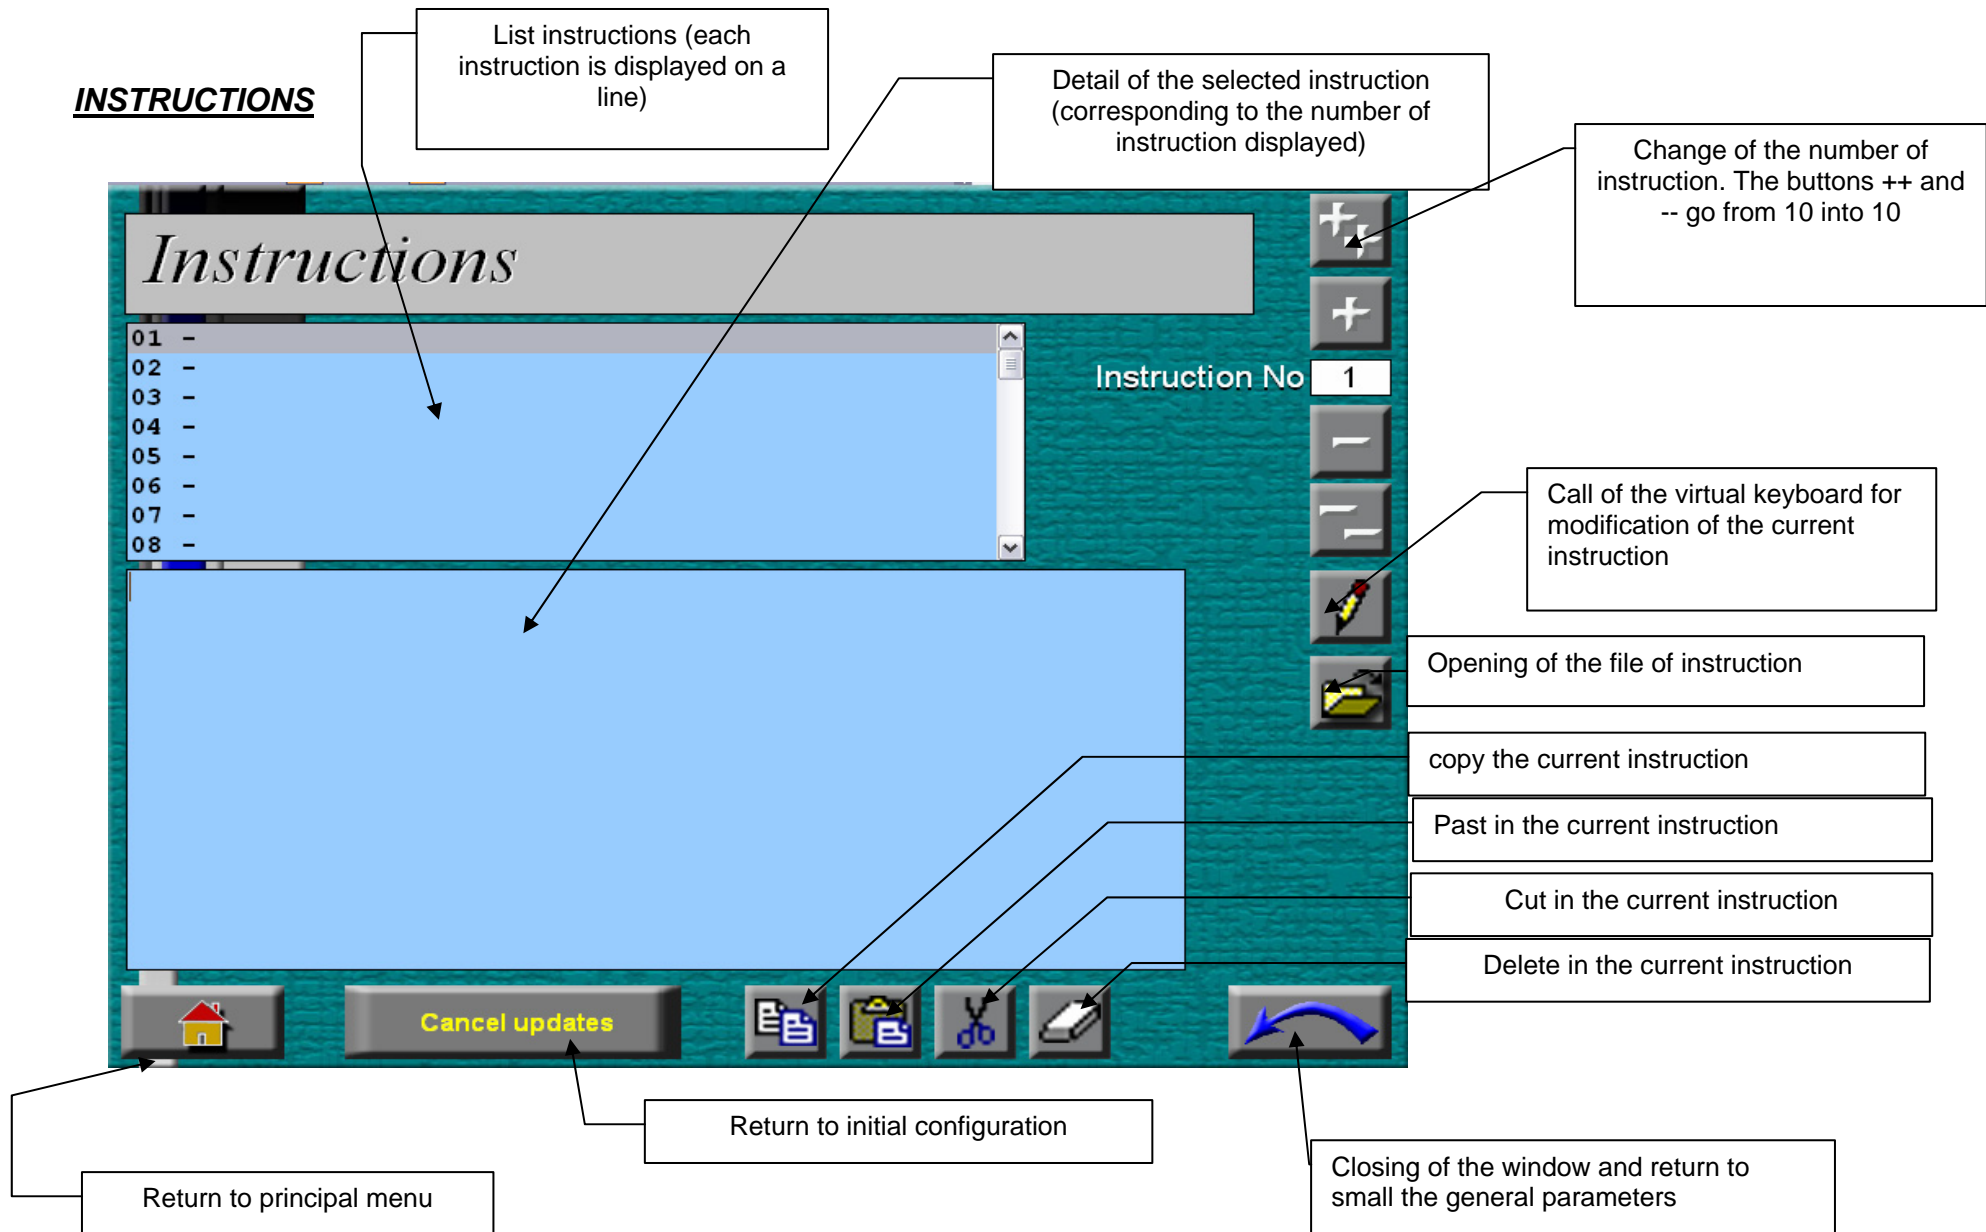 List instructions (each
instruction is displayed on a
line)
INSTRUCTIONS
Detail of the selected instruction
(corresponding to the number of
instruction displayed)
Change of the number of
instruction. The buttons ++ and
-- go from 10 into 10
Instructions
01 -
02 -
03 -
04 -
05 -
06 -
07 -
08 -
Instruction No 1
Call of the virtual keyboard for
modification of the current
instruction
Opening of the file of instruction
copy the current instruction
Past in the current instruction
Cut in the current instruction
Delete in the current instruction
Cancel updates
Return to initial configuration
Closing of the window and return to
small the general parameters
Return to principal menu